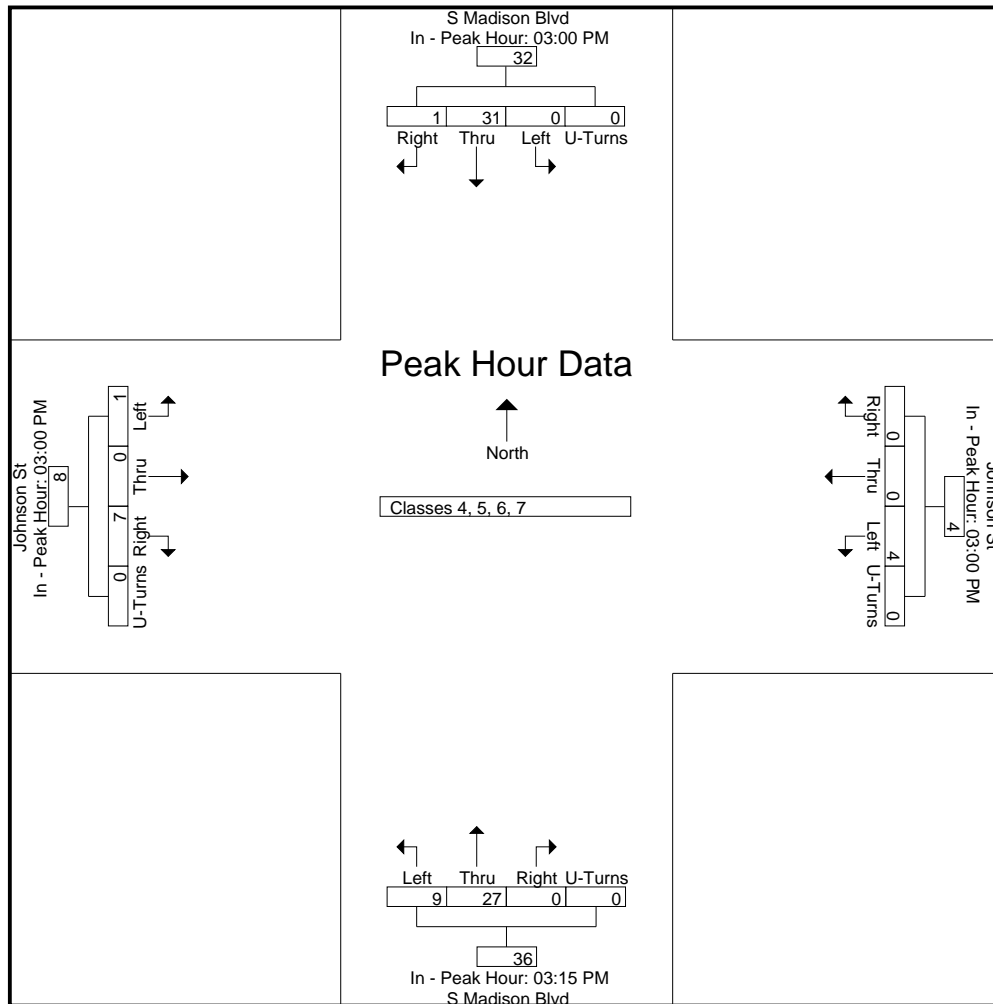 S Madison Blvd
In - Peak Hour: 03:00 PM
32
1 31 0 0
Right Thru Left U-Turns
Peak Hour Data
North
Classes 4, 5, 6, 7
Johnson St
In - Peak Hour: 03:00 PM
8
1 0 7 0
Left Thru Right U-Turns
Johnson St
In - Peak Hour: 03:00 PM
4
0 0 4 0
Right Thru Left U-Turns
Left Thru Right U-Turns
9 27 0 0
36
In - Peak Hour: 03:15 PM
S Madison Blvd